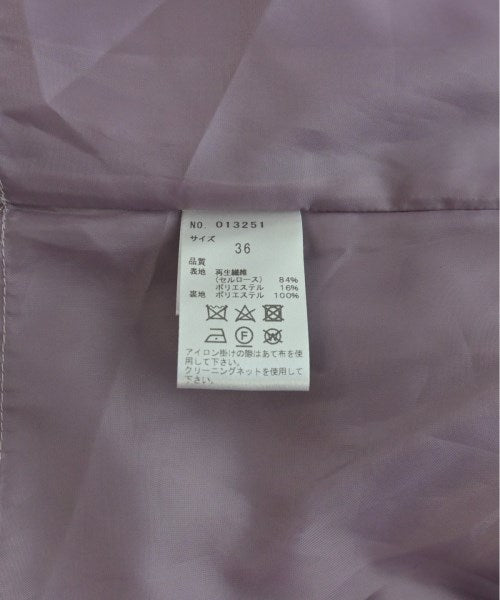 NO. 013251
サイズ
36
品質
表地 再生繊維
(セルロース) 84%
ポリエステル 16%
裏地 ポリエステル 100%
アイロン掛けの際はあて布を使
用して下さい。
クリーニングネットを使用して
下さい。